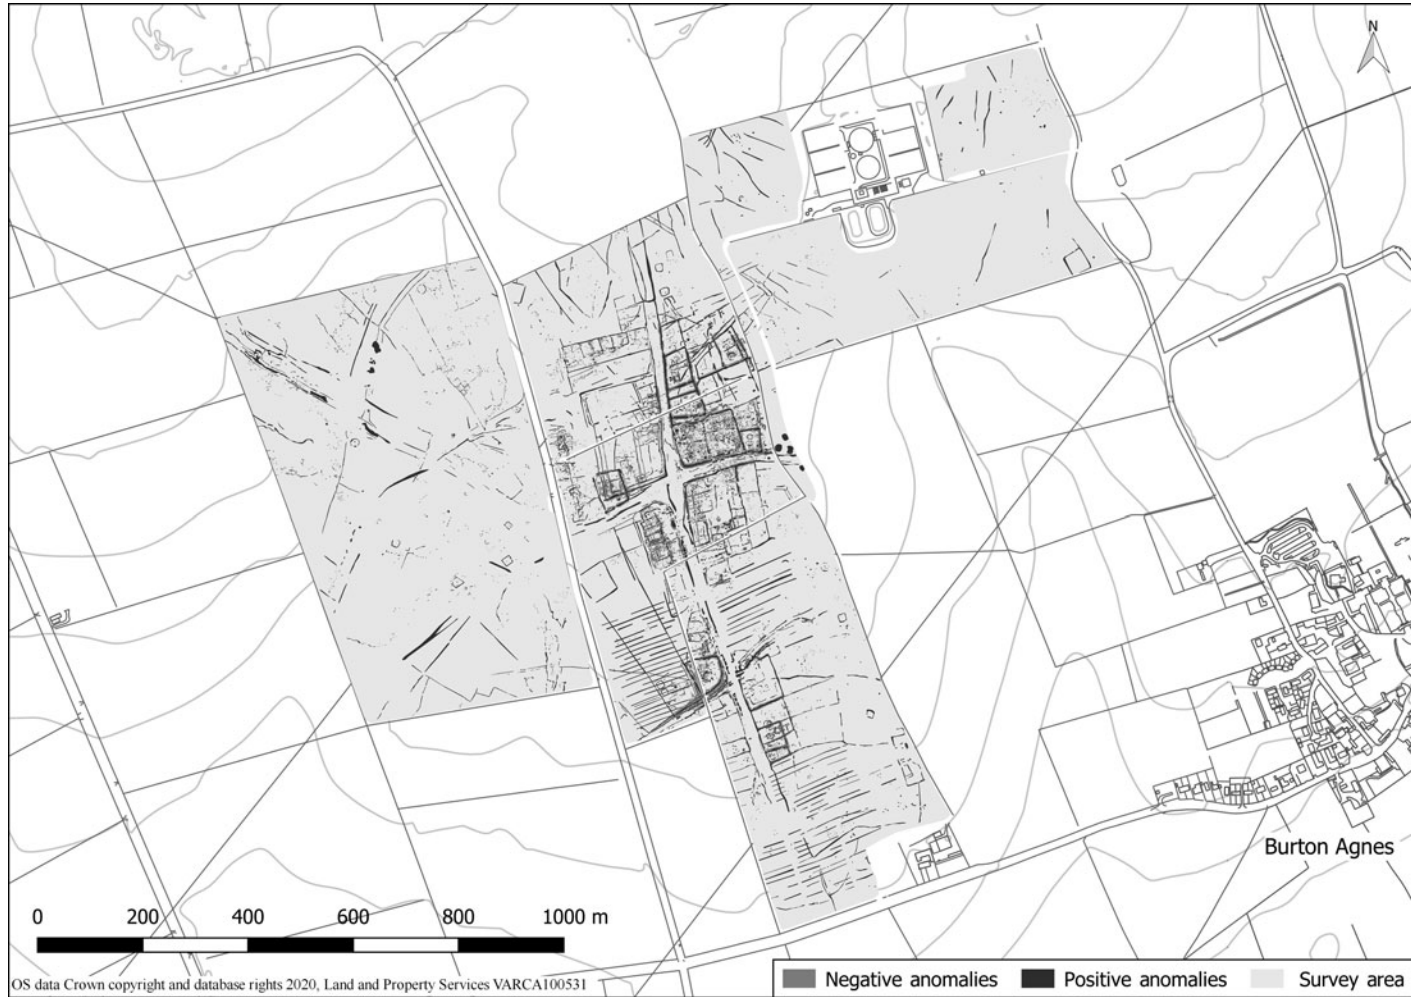 N
Burton Agnes
0 200 400 600 800 1000 m
OS data Crown copyright and database rights 2020, Land and Property Services VARCA100531
Negative anomalies Positive anomalies Survey area